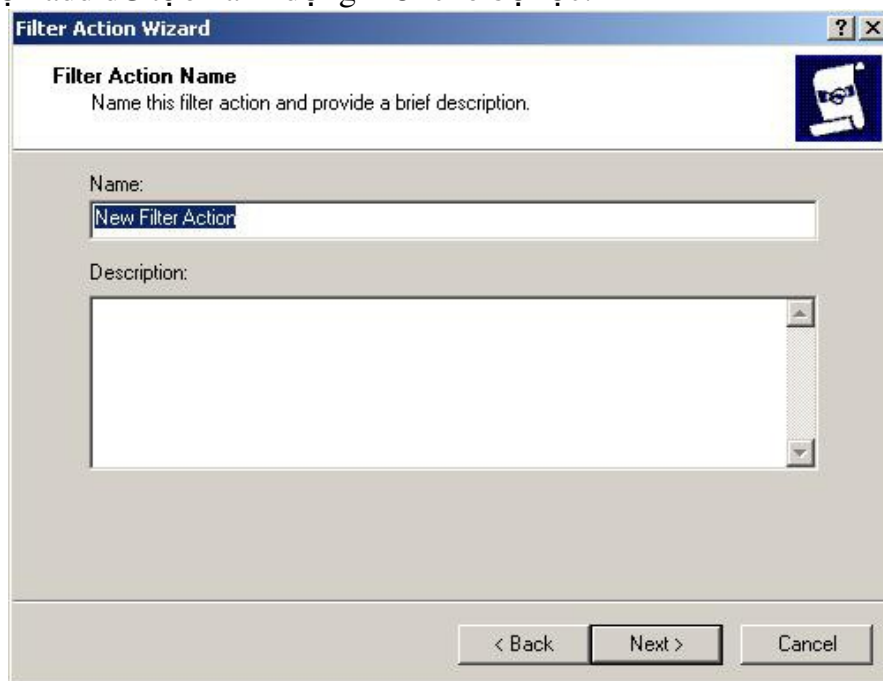 Filter Action Wizard
Filter Action Name
Name this filter action and provide a brief description.
Name:
New Filter Action
Description:
< Back Next > Cancel